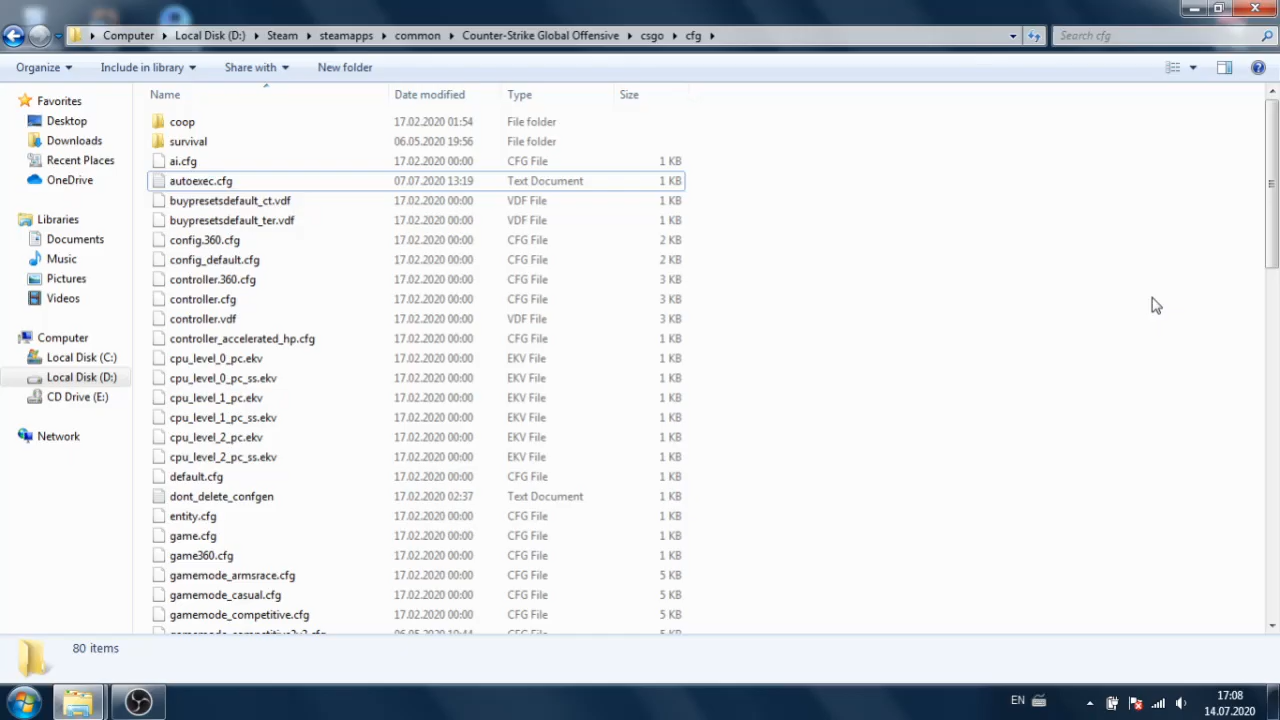 Computer Local Disk (D:) Steam steamapps common Counter-Strike Global Offensive csgo cfg Search cfg
Organize Include in library Share with New folder
Favorites
Desktop
Downloads
Recent Places
OneDrive
Libraries
Documents
Music
Pictures
Videos
Computer
Local Disk (C:)
Local Disk (D:)
CD Drive (E:)
Network
Name Date modified Type Size
coop 17.02.2020 01:54 File folder
survival 06.05.2020 19:56 File folder
ai.cfg 17.02.2020 00:00 CFG File 1 KB
autoexec.cfg 07.07.2020 13:19 Text Document 1 KB
buypresetsdefault_ct.vdf 17.02.2020 00:00 VDF File 1 KB
buypresetsdefault_ter.vdf 17.02.2020 00:00 VDF File 1 KB
config.360.cfg 17.02.2020 00:00 CFG File 2 KB
config_default.cfg 17.02.2020 00:00 CFG File 2 KB
controller.360.cfg 17.02.2020 00:00 CFG File 3 KB
controller.cfg 17.02.2020 00:00 CFG File 3 KB
controller.vdf 17.02.2020 00:00 VDF File 3 KB
controller_accelerated_hp.cfg 17.02.2020 00:00 CFG File 1 KB
cpu_level_0_pc.ekv 17.02.2020 00:00 EKV File 1 KB
cpu_level_0_pc_ss.ekv 17.02.2020 00:00 EKV File 1 KB
cpu_level_1_pc.ekv 17.02.2020 00:00 EKV File 1 KB
cpu_level_1_pc_ss.ekv 17.02.2020 00:00 EKV File 1 KB
cpu_level_2_pc.ekv 17.02.2020 00:00 EKV File 1 KB
cpu_level_2_pc_ss.ekv 17.02.2020 00:00 EKV File 1 KB
default.cfg 17.02.2020 00:00 CFG File 1 KB
dont_delete_confgen 17.02.2020 02:37 Text Document 1 KB
entity.cfg 17.02.2020 00:00 CFG File 1 KB
game.cfg 17.02.2020 00:00 CFG File 1 KB
game360.cfg 17.02.2020 00:00 CFG File 1 KB
gamemode_armsrace.cfg 17.02.2020 00:00 CFG File 5 KB
gamemode_casual.cfg 17.02.2020 00:00 CFG File 5 KB
gamemode_competitive.cfg 17.02.2020 00:00 CFG File 5 KB
gamemode_competitive2v2.cfg 06.05.2020 19:44 CFG File 5 KB
80 items
EN 17:08
14.07.2020